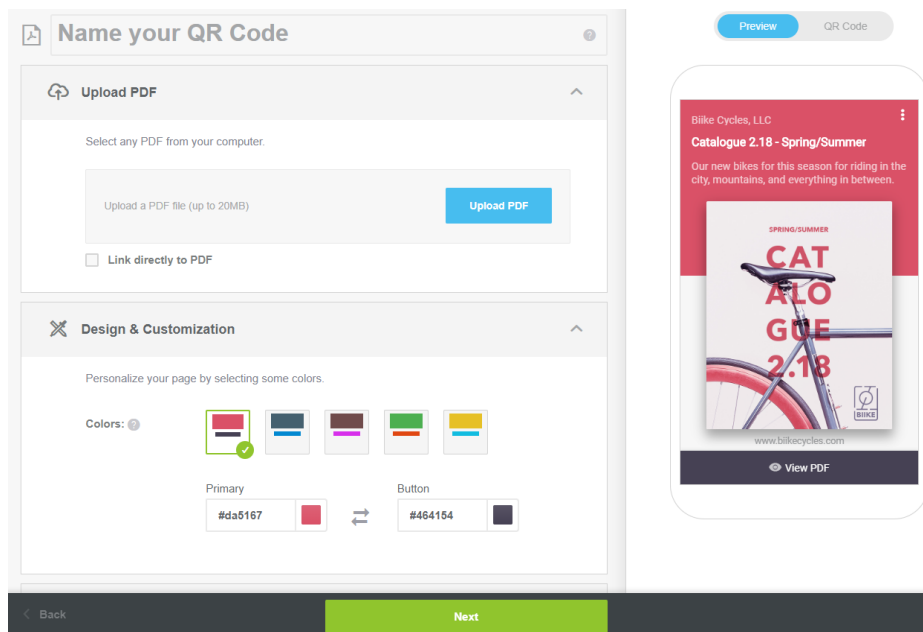 Name your QR Code
Preview
QR Code
Upload PDF
Select any PDF from your computer.
Upload a PDF file (up to 20MB)
Upload PDF
Link directly to PDF
Design & Customization
Personalize your page by selecting some colors.
Colors:
Primary
Button
#da5167
#464154
Back
Next
Biike Cycles, LLC
Catalogue 2.18 - Spring/Summer
Our new bikes for this season for riding in the
city, mountains, and everything in between.
SPRING/SUMMER
CAT
ALO
GUE
2.18
BIIKE
www.biikecycles.com
View PDF